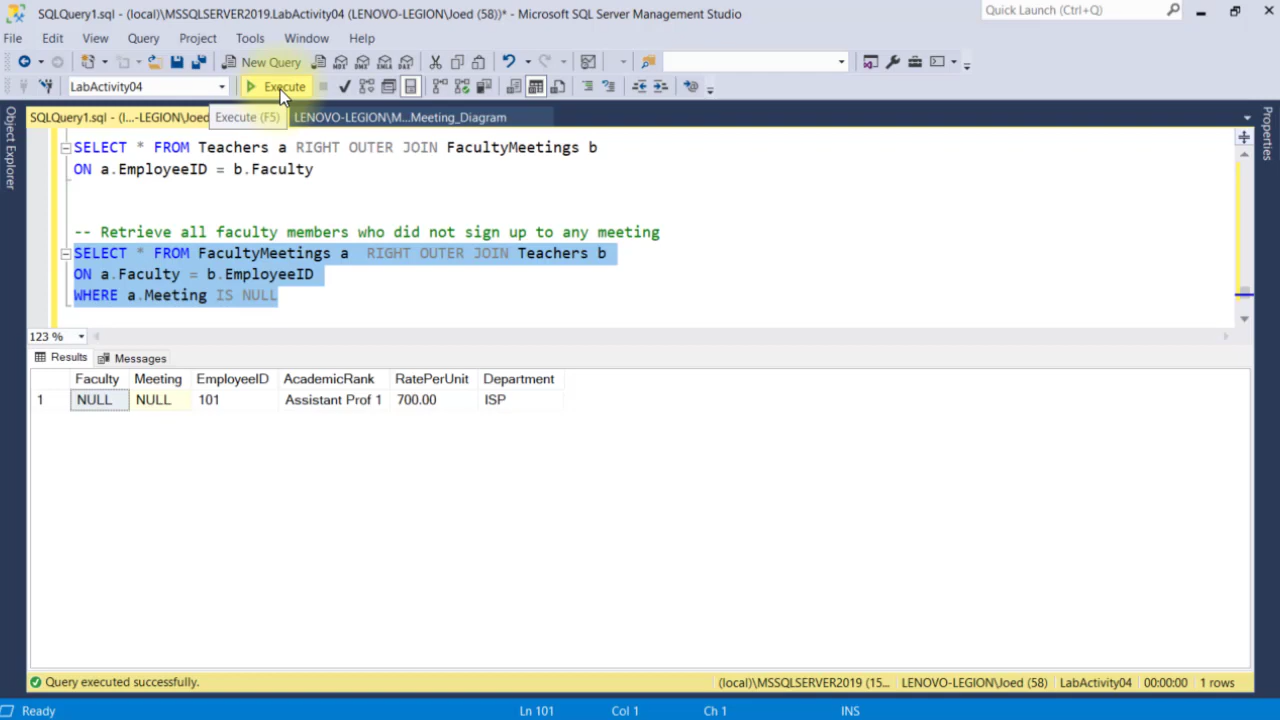 SQLQuery1.sql - (local)\MSSQLSERVER2019.LabActivity04 (LENOVO-LEGION\Joed (58))* - Microsoft SQL Server Management Studio
Quick Launch (Ctrl+Q)
File Edit View Query Project Tools Window Help
New Query
LabActivity04
Execute
SQLQuery1.sql - (l...-LEGION\Joed
Execute (F5)
LENOVO-LEGION\M...Meeting_Diagram
Object Explorer
Properties
SELECT * FROM Teachers a RIGHT OUTER JOIN FacultyMeetings b
ON a.EmployeeID = b.Faculty
-- Retrieve all faculty members who did not sign up to any meeting
SELECT * FROM FacultyMeetings a  RIGHT OUTER JOIN Teachers b
ON a.Faculty = b.EmployeeID
WHERE a.Meeting IS NULL
123 %
Results Messages
Faculty Meeting EmployeeID AcademicRank RatePerUnit Department
1 NULL NULL 101 Assistant Prof 1 700.00 ISP
Query executed successfully.
(local)\MSSQLSERVER2019 (15... LENOVO-LEGION\Joed (58) LabActivity04 00:00:00 1 rows
Ready
Ln 101 Col 1 Ch 1 INS